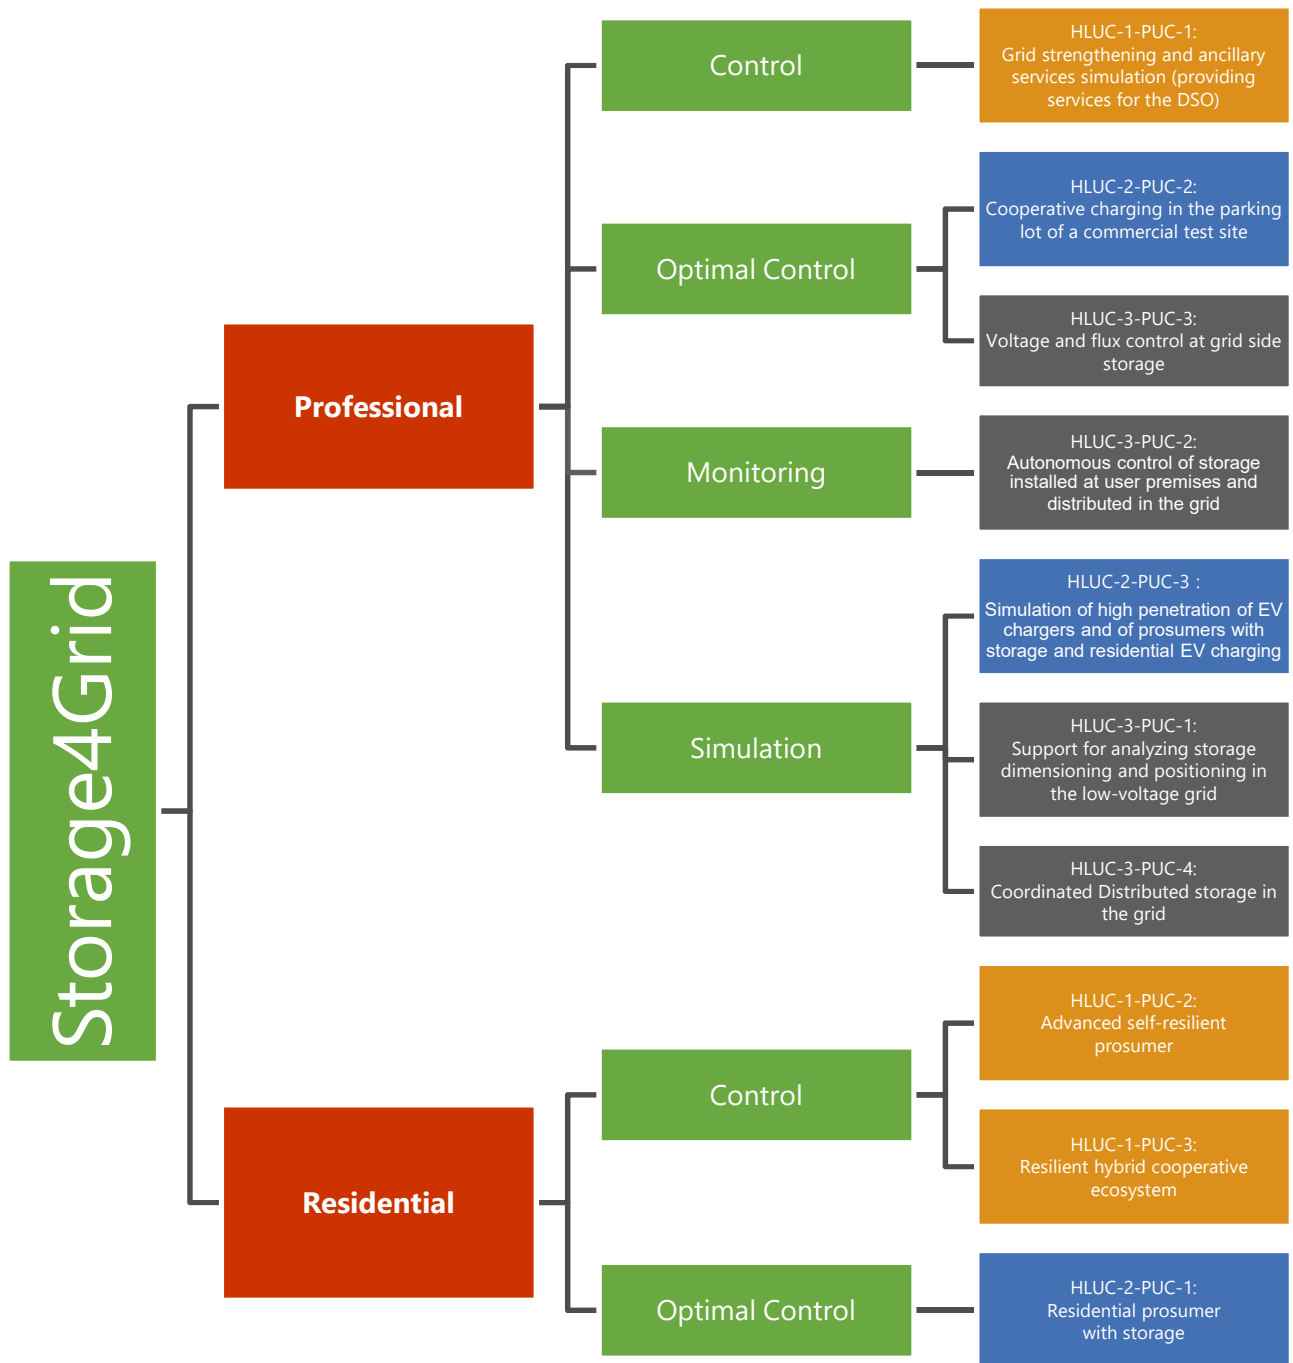 Storage4Grid
Professional
Control
HLUC-1-PUC-1:
Grid strengthening and ancillary
services simulation (providing
services for the DSO)
Optimal Control
HLUC-2-PUC-2:
Cooperative charging in the parking
lot of a commercial test site
HLUC-3-PUC-3:
Voltage and flux control at grid side
storage
Monitoring
HLUC-3-PUC-2:
Autonomous control of storage
installed at user premises and
distributed in the grid
Simulation
HLUC-2-PUC-3 :
Simulation of high penetration of EV
chargers and of prosumers with
storage and residential EV charging
HLUC-3-PUC-1:
Support for analyzing storage
dimensioning and positioning in
the low-voltage grid
HLUC-3-PUC-4:
Coordinated Distributed storage in
the grid
Residential
Control
HLUC-1-PUC-2:
Advanced self-resilient
prosumer
HLUC-1-PUC-3:
Resilient hybrid cooperative
ecosystem
Optimal Control
HLUC-2-PUC-1:
Residential prosumer
with storage